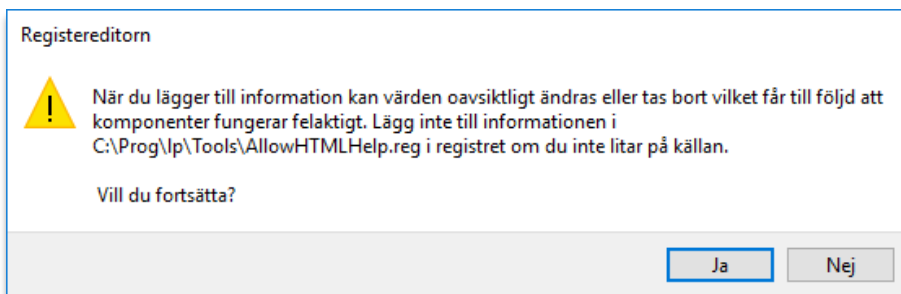 Registereditorn
När du lägger till information kan värden oavsiktligt ändras eller tas bort vilket får till följd att
komponenter fungerar felaktigt. Lägg inte till informationen i
C:\Prog\Ip\Tools\AllowHTMLHelp.reg i registret om du inte litar på källan.
Vill du fortsätta?
Ja
Nej